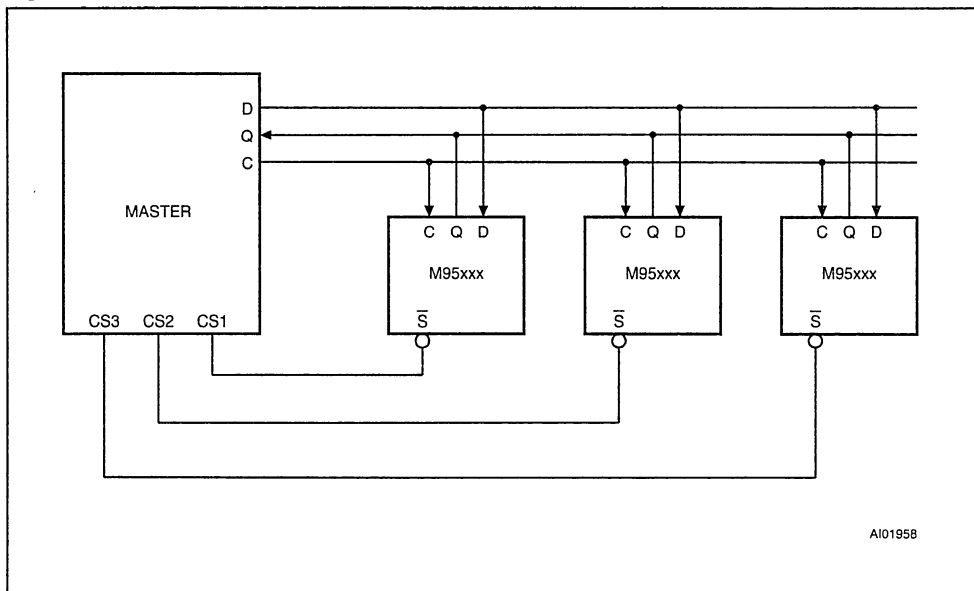 D
Q
C
MASTER
C Q D
C Q D
C Q D
M95xxx
M95xxx
M95xxx
CS3 CS2 CS1
S̅
S̅
S̅
AI01958